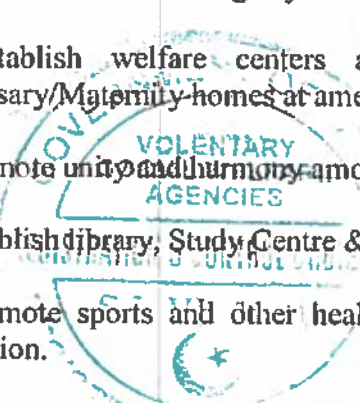 tablish welfare centers a
sary/Maternity homes at ame
VOLENTARY
note unity and harmony amo
AGENCIES
blish library, Study Centre &
mote sports and other heal
ion.